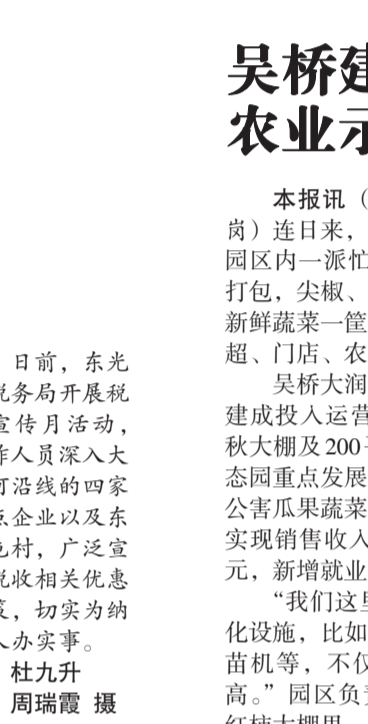 日前，东光
税务局开展税
宣传月活动，
作人员深入大
河沿线的四家
点企业以及东
村，广泛宣
税收相关优惠
策，切实为纳
人办实事。
杜九升
周瑞霞 摄
吴桥建
农业示
本报讯（
岗）连日来，
园区内一派忙
打包，尖椒、
新鲜蔬菜一筐
超、门店、农
吴桥大润
建成投入运营
秋大棚及200
态园重点发展
公害瓜果蔬菜
实现销售收入
元，新增就业
“我们这里
化设施，比如
苗机等，不仅
高。”园区负责
红柿大棚里